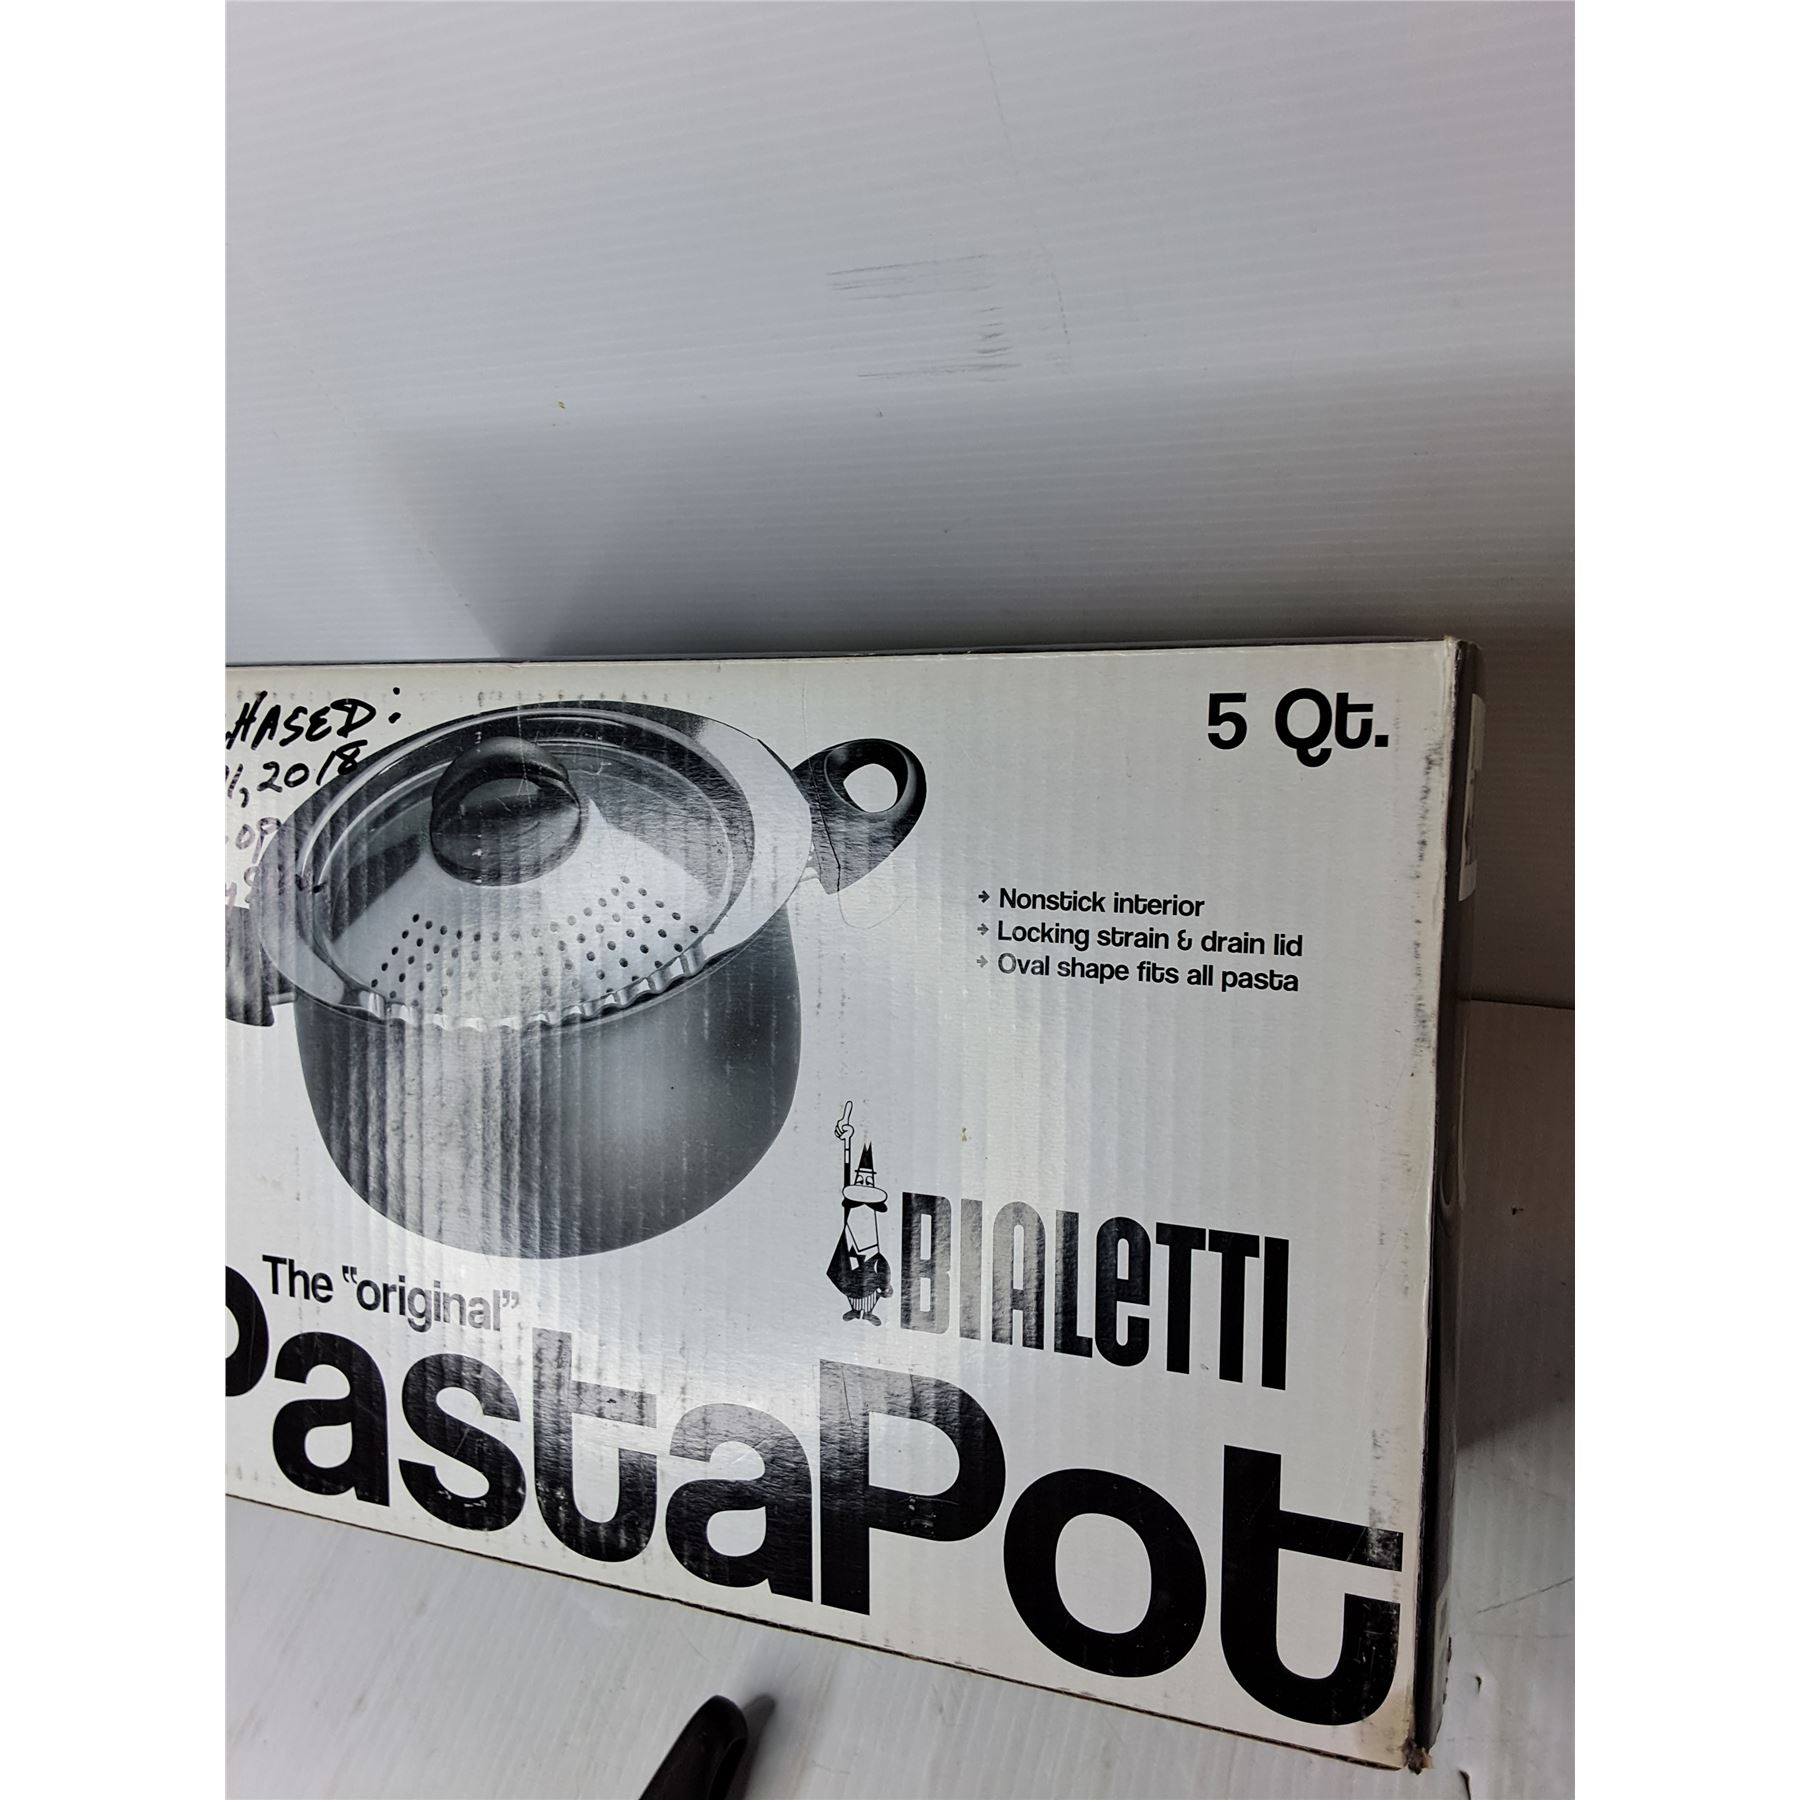 HASED:
, 2018
5 Qt.
Nonstick interior
Locking strain & drain lid
Oval shape fits all pasta
BIALETTI
The "original"
PastaPot